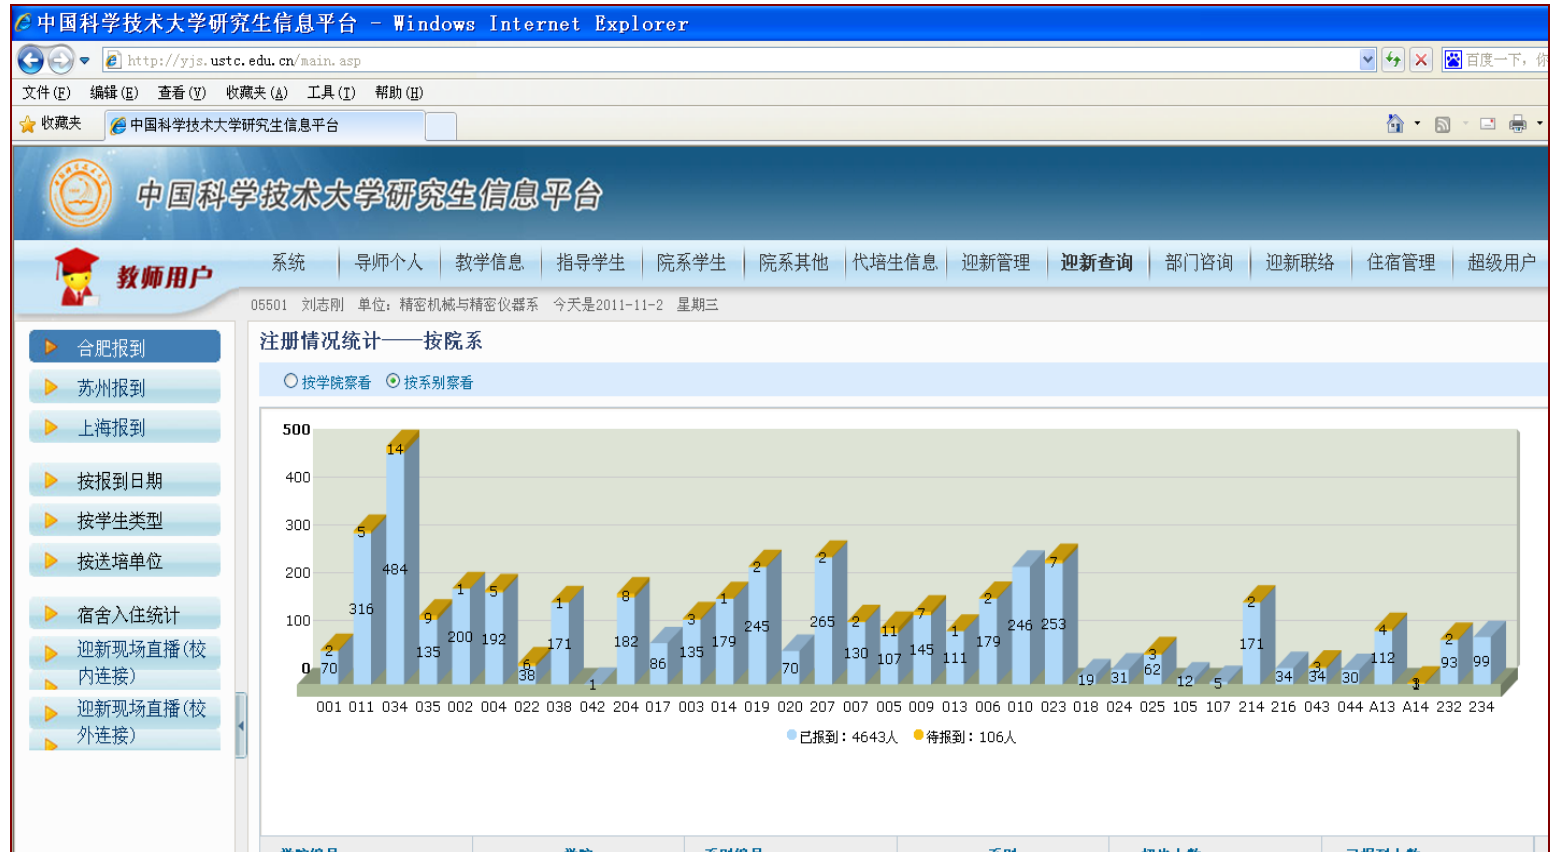 中国科学技术大学研究生信息平台 - Windows Internet Explorer
http://yjs.ustc.edu.cn/main.asp
百度一下，
文件(F) 编辑(E) 查看(V) 收藏夹(A) 工具(T) 帮助(H)
收藏夹 中国科学技术大学研究生信息平台
中国科学技术大学研究生信息平台
教师用户
系统 导师个人 教学信息 指导学生 院系学生 院系其他 代培生信息 迎新管理 迎新查询 部门咨询 迎新联络 住宿管理 超级用户
05501 刘志刚 单位：精密机械与精密仪器系 今天是2011-11-2 星期三
合肥报到
苏州报到
上海报到
按报到日期
按学生类型
按送培单位
宿舍入住统计
迎新现场直播(校
内连接)
迎新现场直播(校
外连接)
注册情况统计——按院系
按学院察看 按系别察看
500
400
300
200
100
0
2 5 14 9 1 5 6 1 8 3 1 2 2 2 11 7 1 2 7 3 2 3 4 2
70 316 484 135 200 192 38 171 1 182 86 135 179 245 70 265 130 107 145 111 179 246 253 19 31 62 12 5 171 34 34 30 112 93 99
001 011 034 035 002 004 022 038 042 204 017 003 014 019 020 207 007 005 009 013 006 010 023 018 024 025 105 107 214 216 043 044 A13 A14 232 234
已报到：4643人 待报到：106人